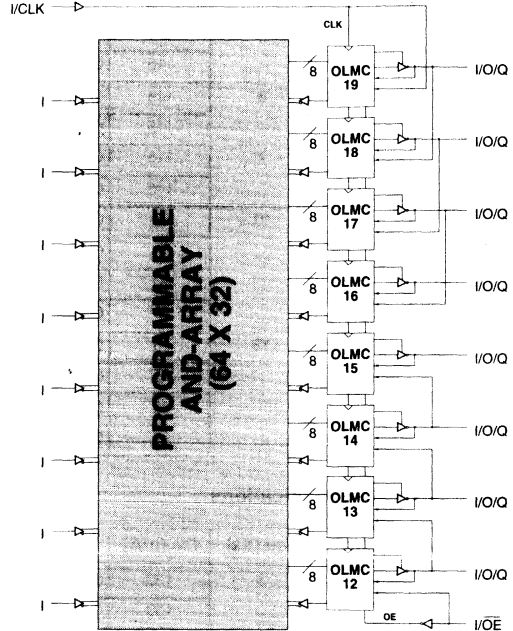 I/CLK
CLK
8
OLMC
19
I/O/Q
I
8
OLMC
18
I/O/Q
I
8
OLMC
17
I/O/Q
I
8
OLMC
16
I/O/Q
I
PROGRAMMABLE
AND-ARRAY
(64 X 32)
8
OLMC
15
I/O/Q
I
8
OLMC
14
I/O/Q
I
8
OLMC
13
I/O/Q
I
8
OLMC
12
I/O/Q
I
OE
I/O̅E̅